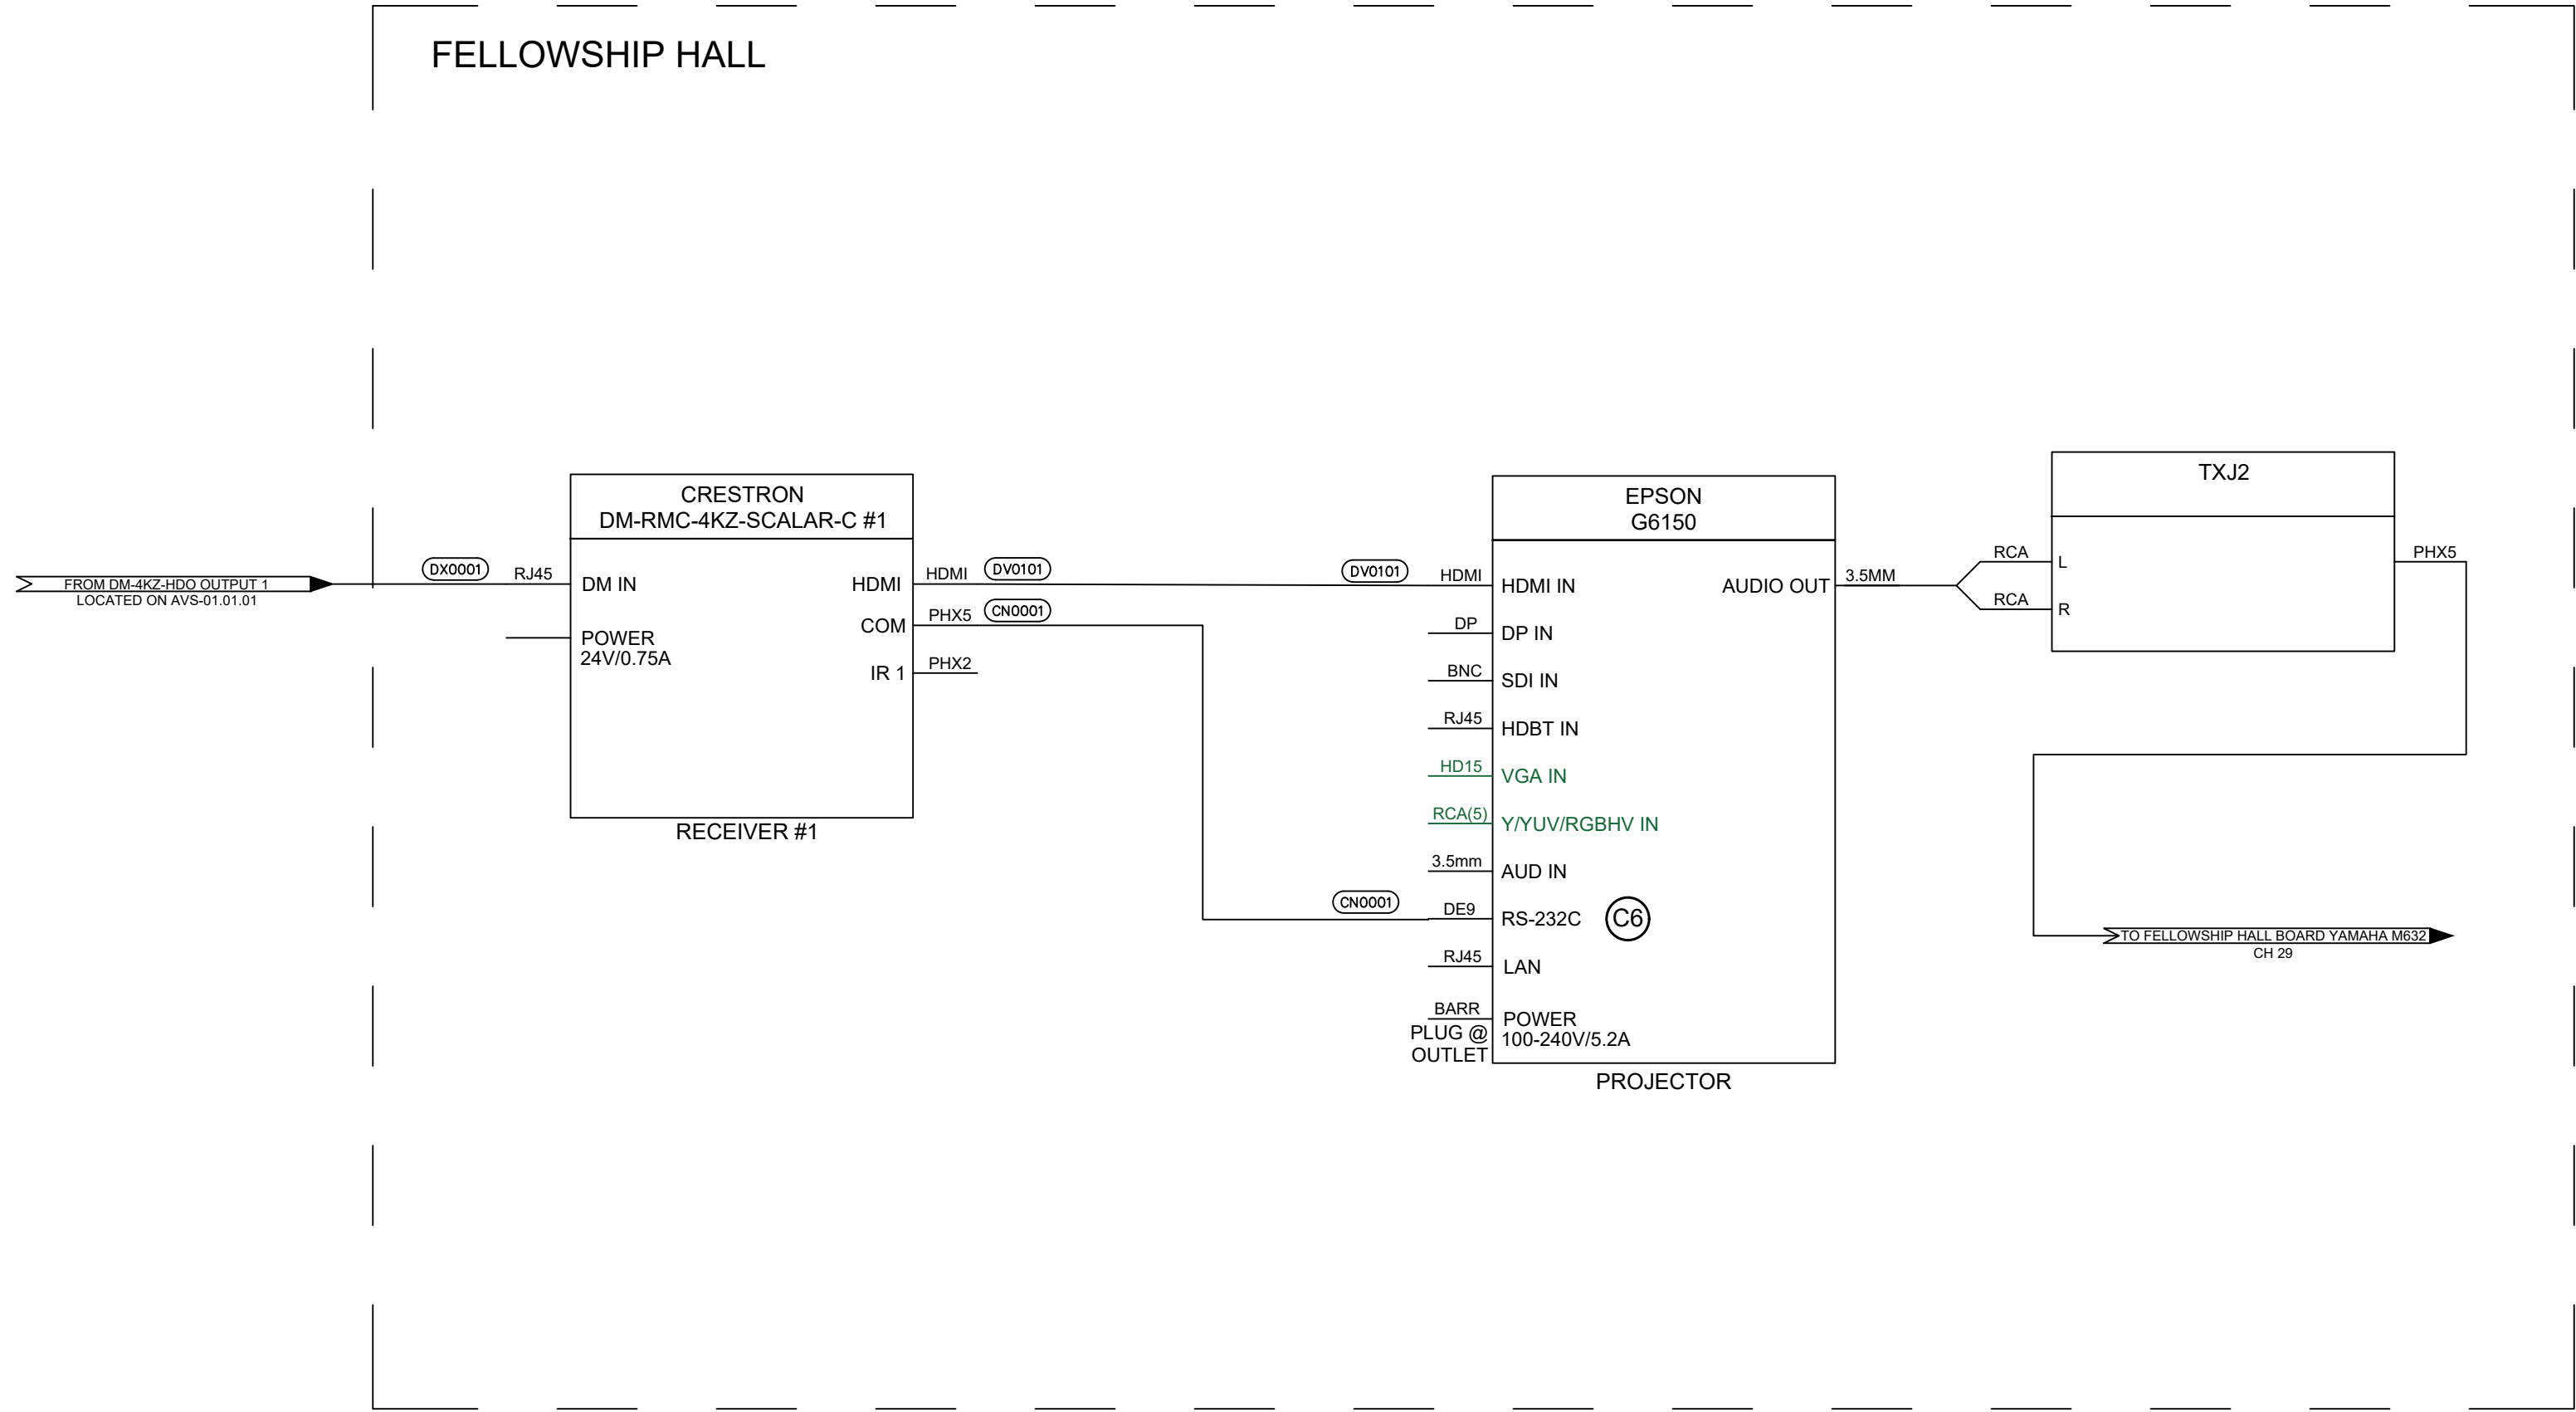 FELLOWSHIP HALL
FROM DM-4KZ-HDO OUTPUT 1
LOCATED ON AVS-01.01.01
DX0001
RJ45
CRESTRON
DM-RMC-4KZ-SCALAR-C #1
DM IN
POWER
24V/0.75A
HDMI
COM
IR 1
RECEIVER #1
HDMI
DV0101
PHX5
CN0001
PHX2
DV0101
HDMI
DP
BNC
RJ45
HD15
RCA(5)
3.5mm
CN0001
DE9
RJ45
BARR
PLUG @
OUTLET
EPSON
G6150
HDMI IN
DP IN
SDI IN
HDBT IN
VGA IN
Y/YUV/RGBHV IN
AUD IN
RS-232C
C6
LAN
POWER
100-240V/5.2A
AUDIO OUT
PROJECTOR
3.5MM
RCA
RCA
TXJ2
L
R
PHX5
TO FELLOWSHIP HALL BOARD YAMAHA M632
CH 29